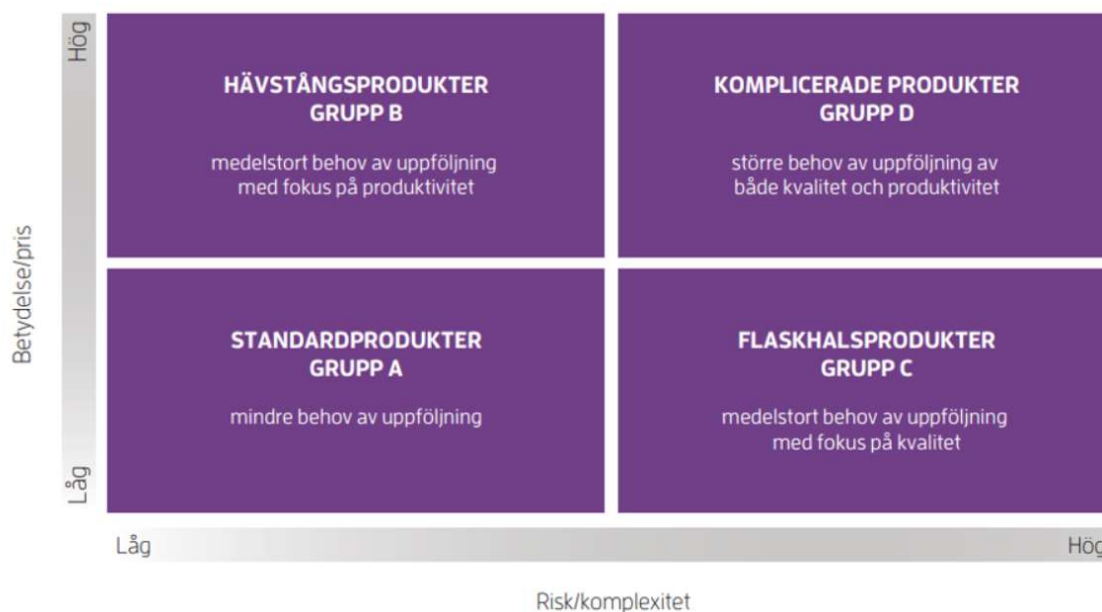 Hög
HÄVSTÅNGSPRODUKTER
GRUPP B
medelstort behov av uppföljning
med fokus på produktivitet
KOMPLICERADE PRODUKTER
GRUPP D
större behov av uppföljning av
både kvalitet och produktivitet
Betydelse/pris
STANDARDPRODUKTER
GRUPP A
mindre behov av uppföljning
FLASKHALSPRODUKTER
GRUPP C
medelstort behov av uppföljning
med fokus på kvalitet
Låg
Låg
Hög
Risk/komplexitet